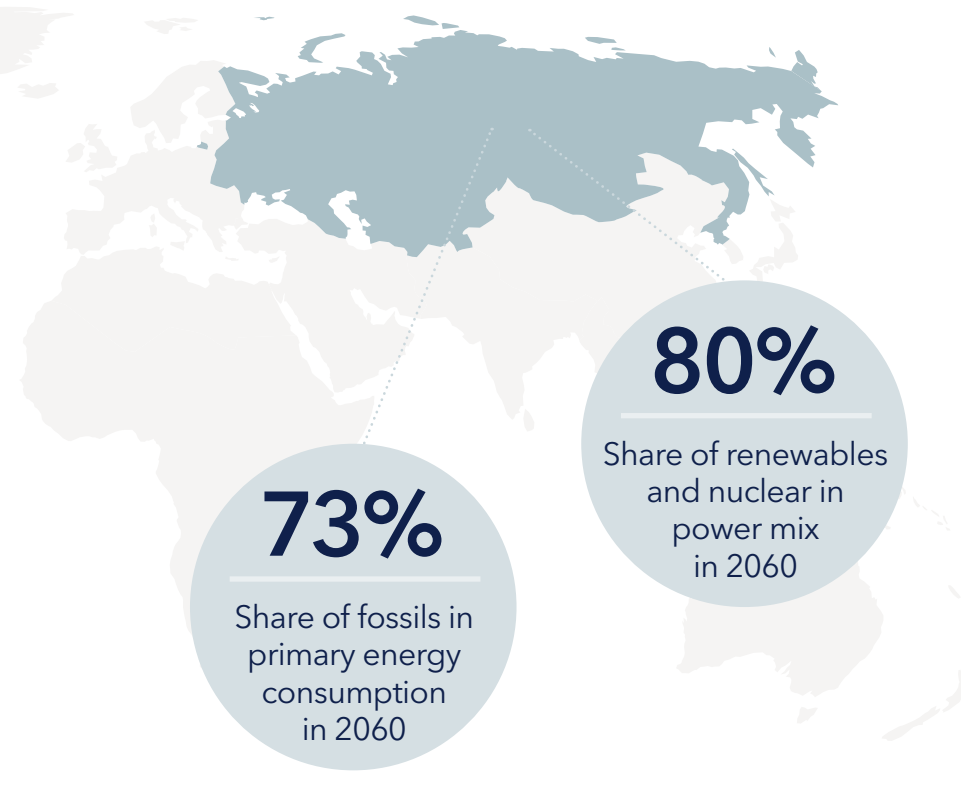 80%
Share of renewables
and nuclear in
power mix
in 2060
73%
Share of fossils in
primary energy
consumption
in 2060